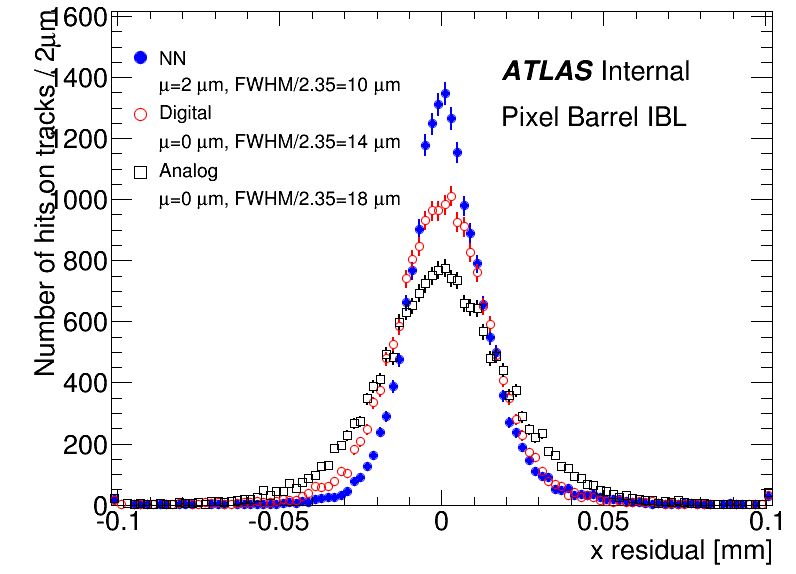 1600
1400
1200
1000
800
600
400
200
0
Number of hits on tracks / 2μm
NN
μ=2 μm, FWHM/2.35=10 μm
Digital
μ=0 μm, FWHM/2.35=14 μm
Analog
μ=0 μm, FWHM/2.35=18 μm
ATLAS Internal
Pixel Barrel IBL
-0.1 -0.05 0 0.05 0.1
x residual [mm]